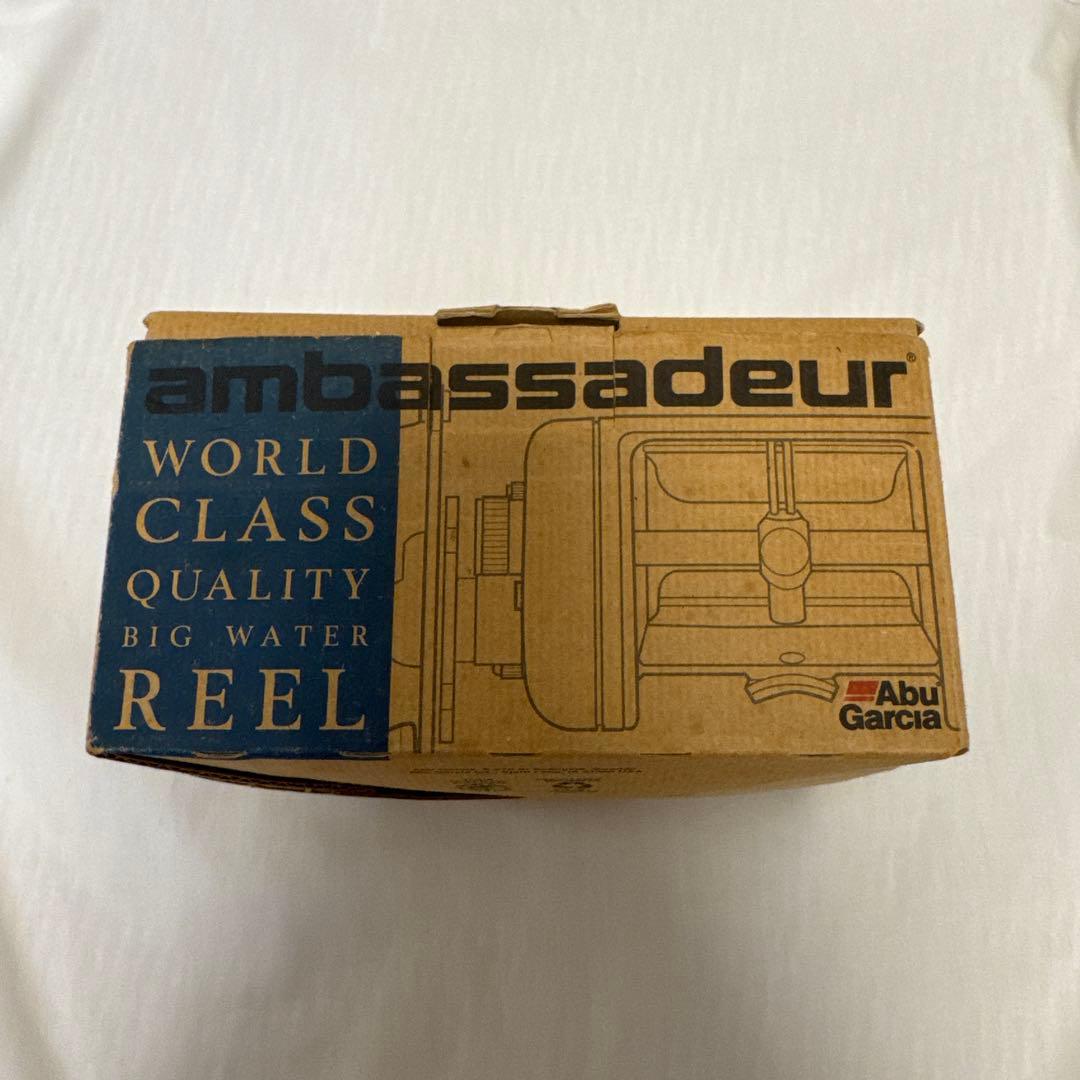 ambassadeur®
WORLD
CLASS
QUALITY
BIG WATER
REEL
Abu
Garcia